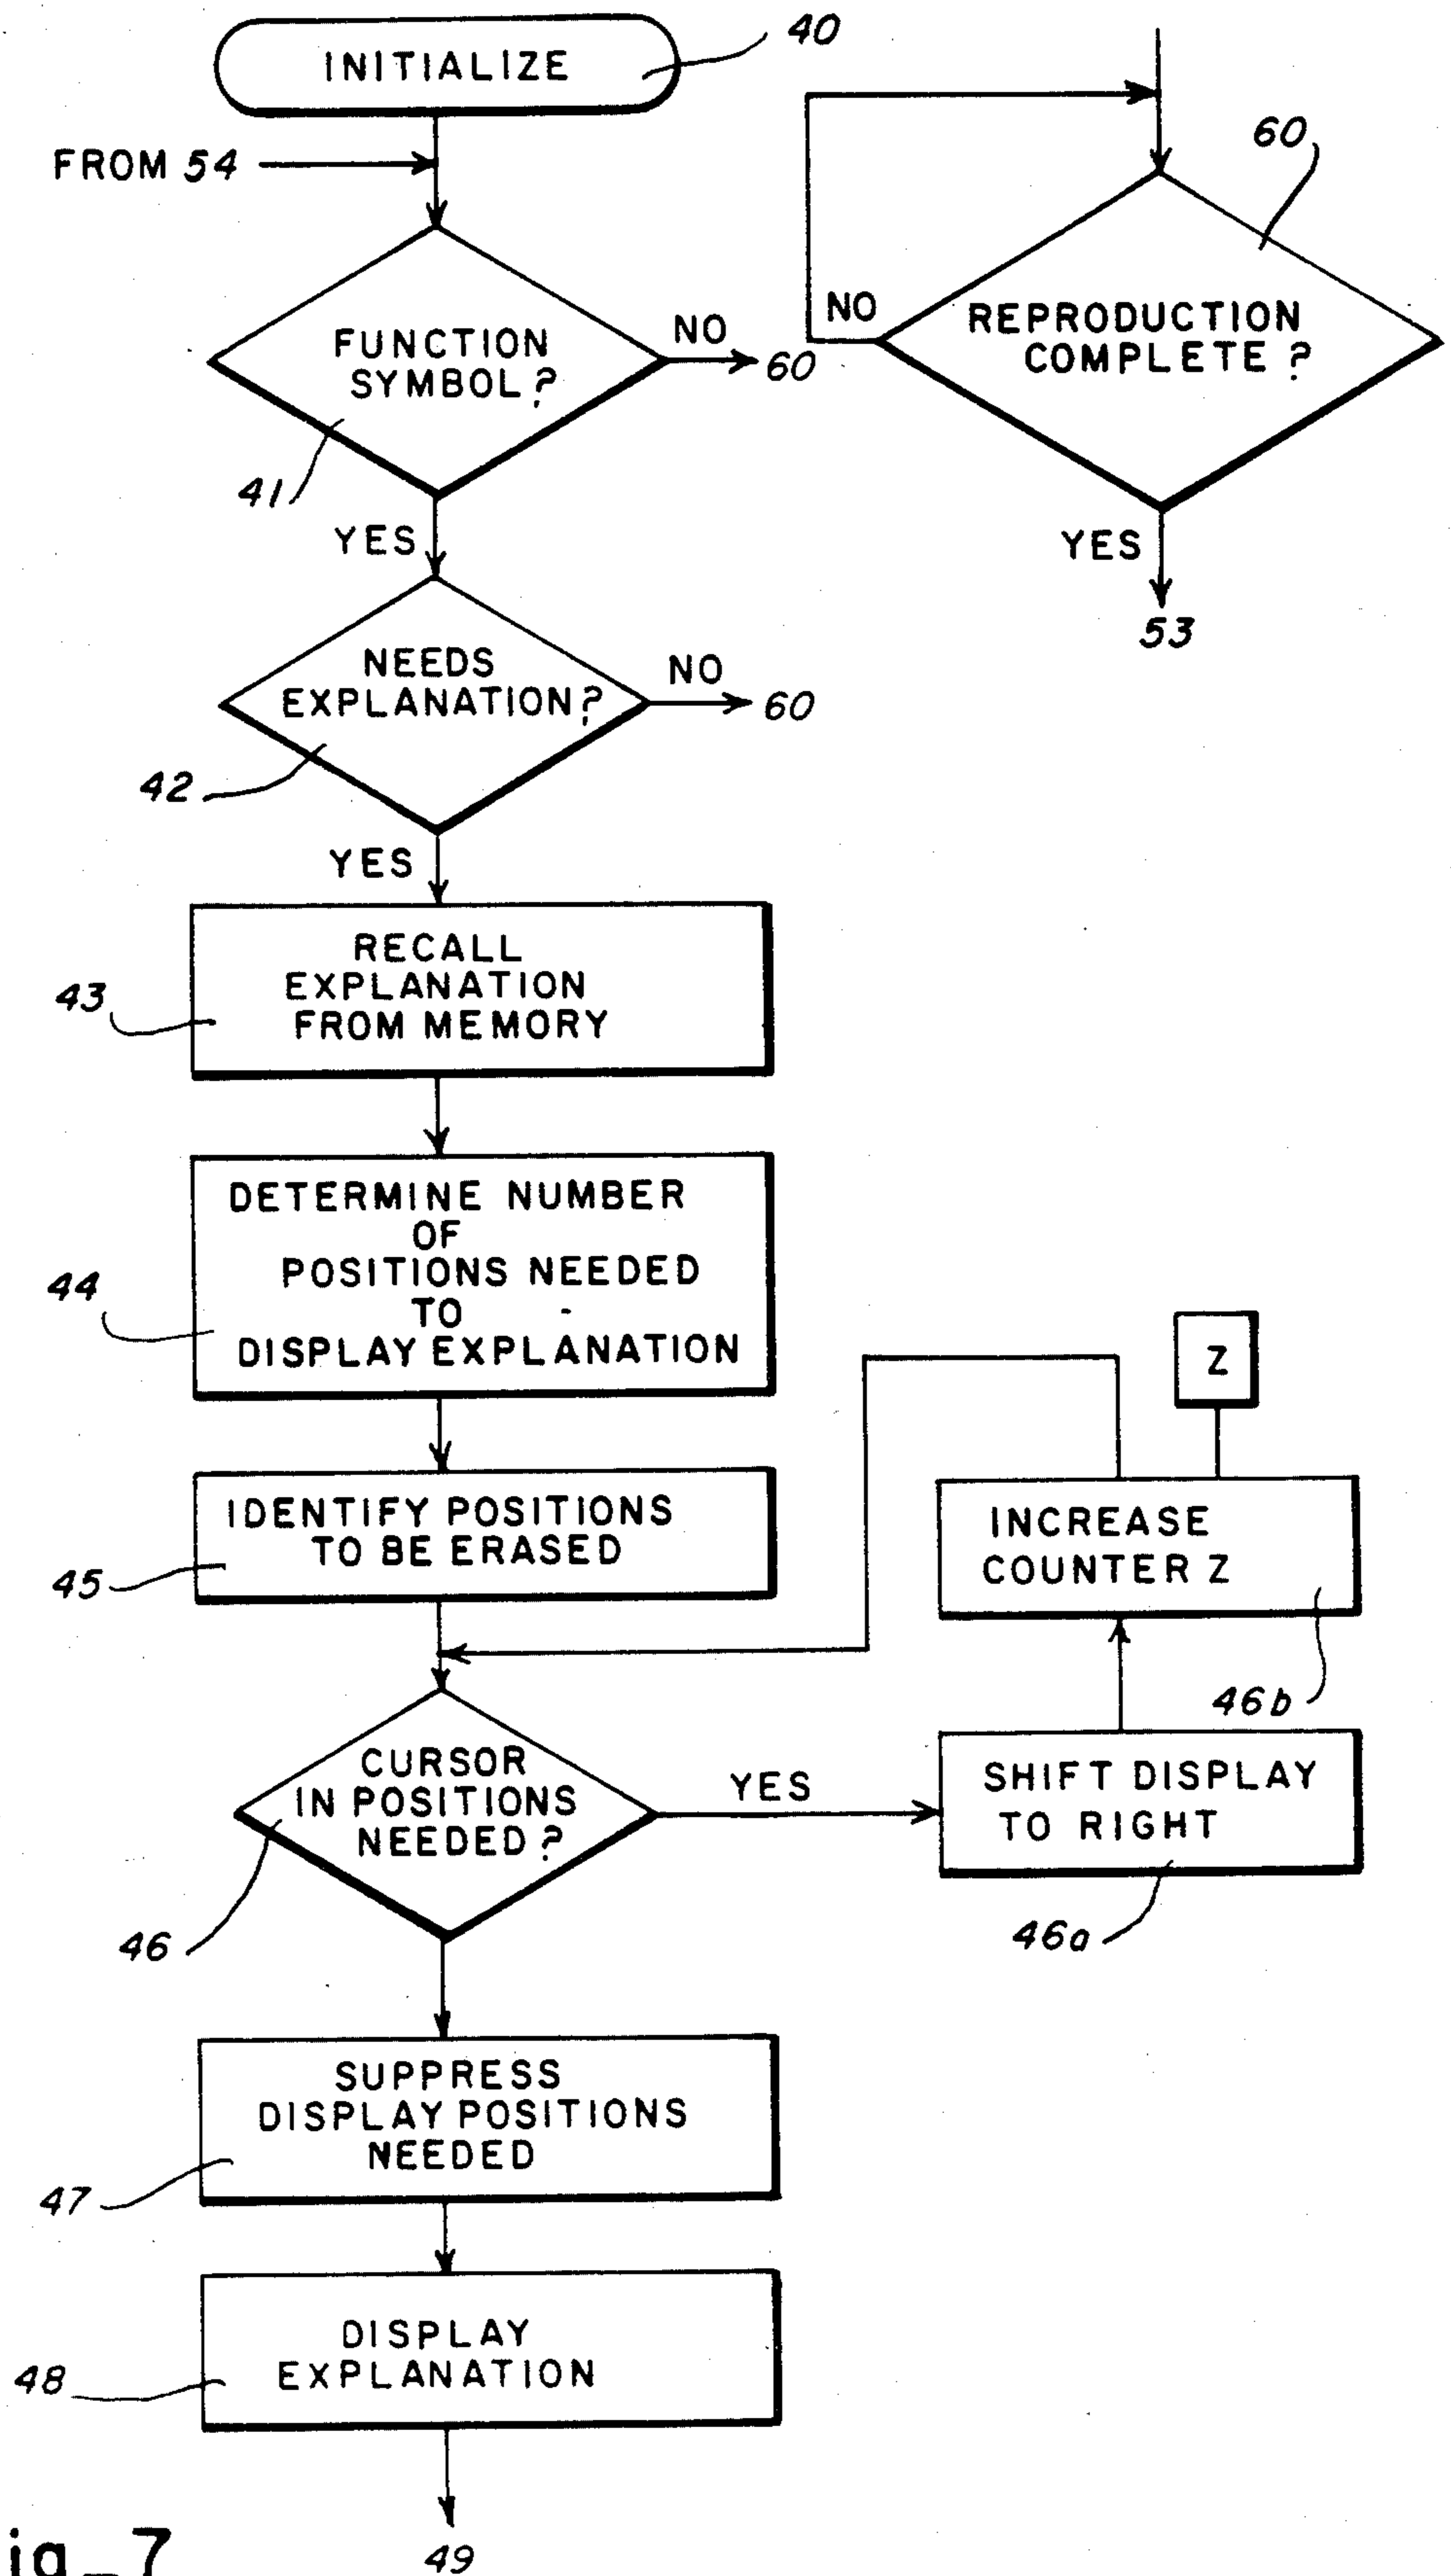 INITIALIZE
40
FROM 54
FUNCTION
SYMBOL?
41
NO
60
YES
NEEDS
EXPLANATION?
42
NO
60
YES
RECALL
EXPLANATION
FROM MEMORY
43
DETERMINE NUMBER
OF
POSITIONS NEEDED
TO
DISPLAY EXPLANATION
44
IDENTIFY POSITIONS
TO BE ERASED
45
CURSOR
IN POSITIONS
NEEDED?
46
YES
SHIFT DISPLAY
TO RIGHT
46a
INCREASE
COUNTER Z
46b
Z
SUPPRESS
DISPLAY POSITIONS
NEEDED
47
DISPLAY
EXPLANATION
48
49
60
REPRODUCTION
COMPLETE?
NO
YES
53
ig_7